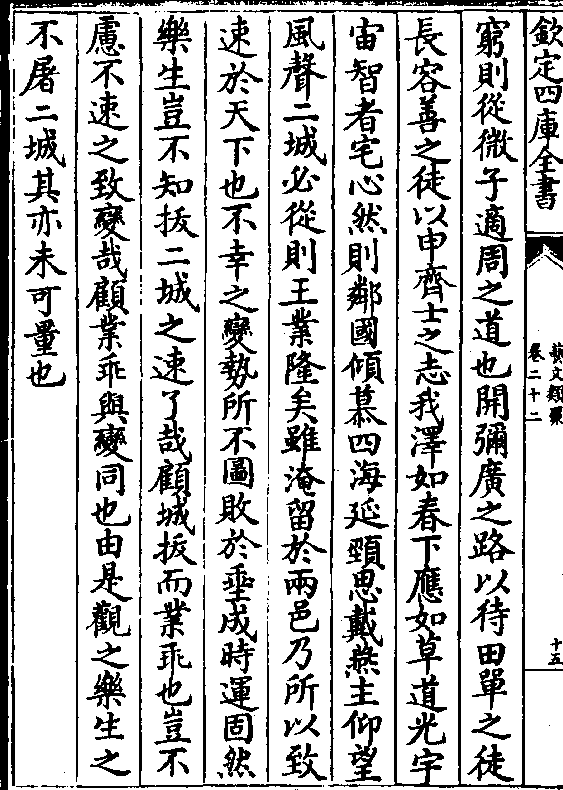 欽定四庫全書
藝文類聚
卷二十二
十五
窮則從微子適周之道也開彌廣之路以待田單之徒
長容善之徒以申齊士之志我澤如春下應如草道光宇
宙智者宅心然則鄰國傾慕四海延頸思戴燕主仰望
風聲二城必從則王業隆矣雖淹留於兩邑乃所以致
速於天下也不幸之變勢所不圖敗於垂成時運固然
樂生豈不知拔二城之速了哉顧城拔而業乖也豈不
慮不速之致變哉顧業乖與變同也由是觀之樂生之
不屠二城其亦未可量也